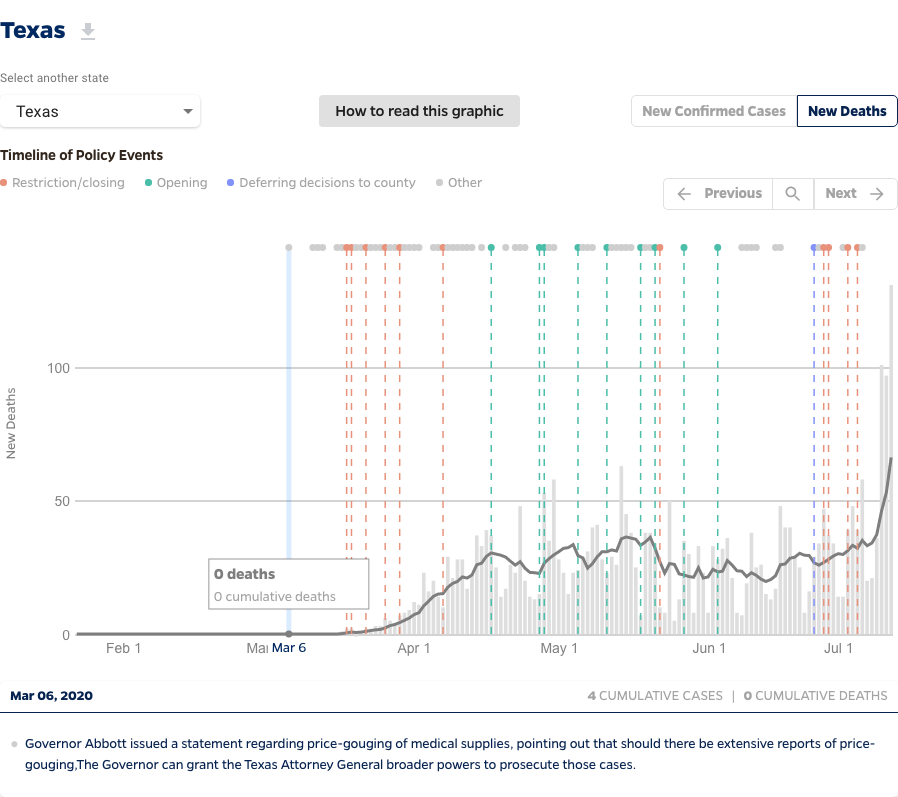 Texas
Select another state
Texas
How to read this graphic
New Confirmed Cases
New Deaths
Timeline of Policy Events
Restriction/closing
Opening
Deferring decisions to county
Other
Previous
Next
New Deaths
100
50
0
0 deaths
0 cumulative deaths
Feb 1
Mar
Mar 6
Apr 1
May 1
Jun 1
Jul 1
Mar 06, 2020
4 CUMULATIVE CASES | 0 CUMULATIVE DEATHS
Governor Abbott issued a statement regarding price-gouging of medical supplies, pointing out that should there be extensive reports of price-
gouging,The Governor can grant the Texas Attorney General broader powers to prosecute those cases.